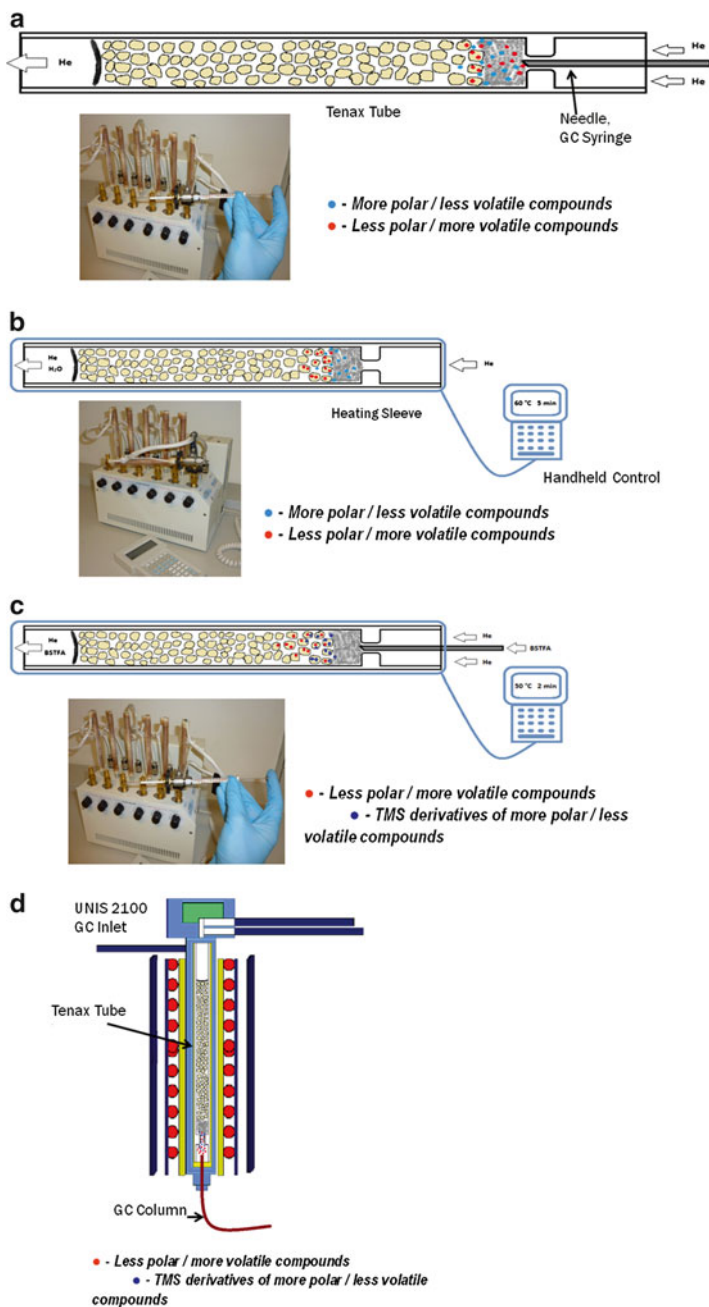 a
He
He
He
Tenax Tube
Needle,
GC Syringe
● - More polar / less volatile compounds
● - Less polar / more volatile compounds
b
He
H₂O
He
Heating Sleeve
60 °C 5 min
Handheld Control
● - More polar / less volatile compounds
● - Less polar / more volatile compounds
c
He
BSTFA
He
BSTFA
He
50 °C 2 min
● - Less polar / more volatile compounds
● - TMS derivatives of more polar / less
volatile compounds
d
UNIS 2100
GC Inlet
Tenax Tube
GC Column
● - Less polar / more volatile compounds
● - TMS derivatives of more polar / less volatile
compounds